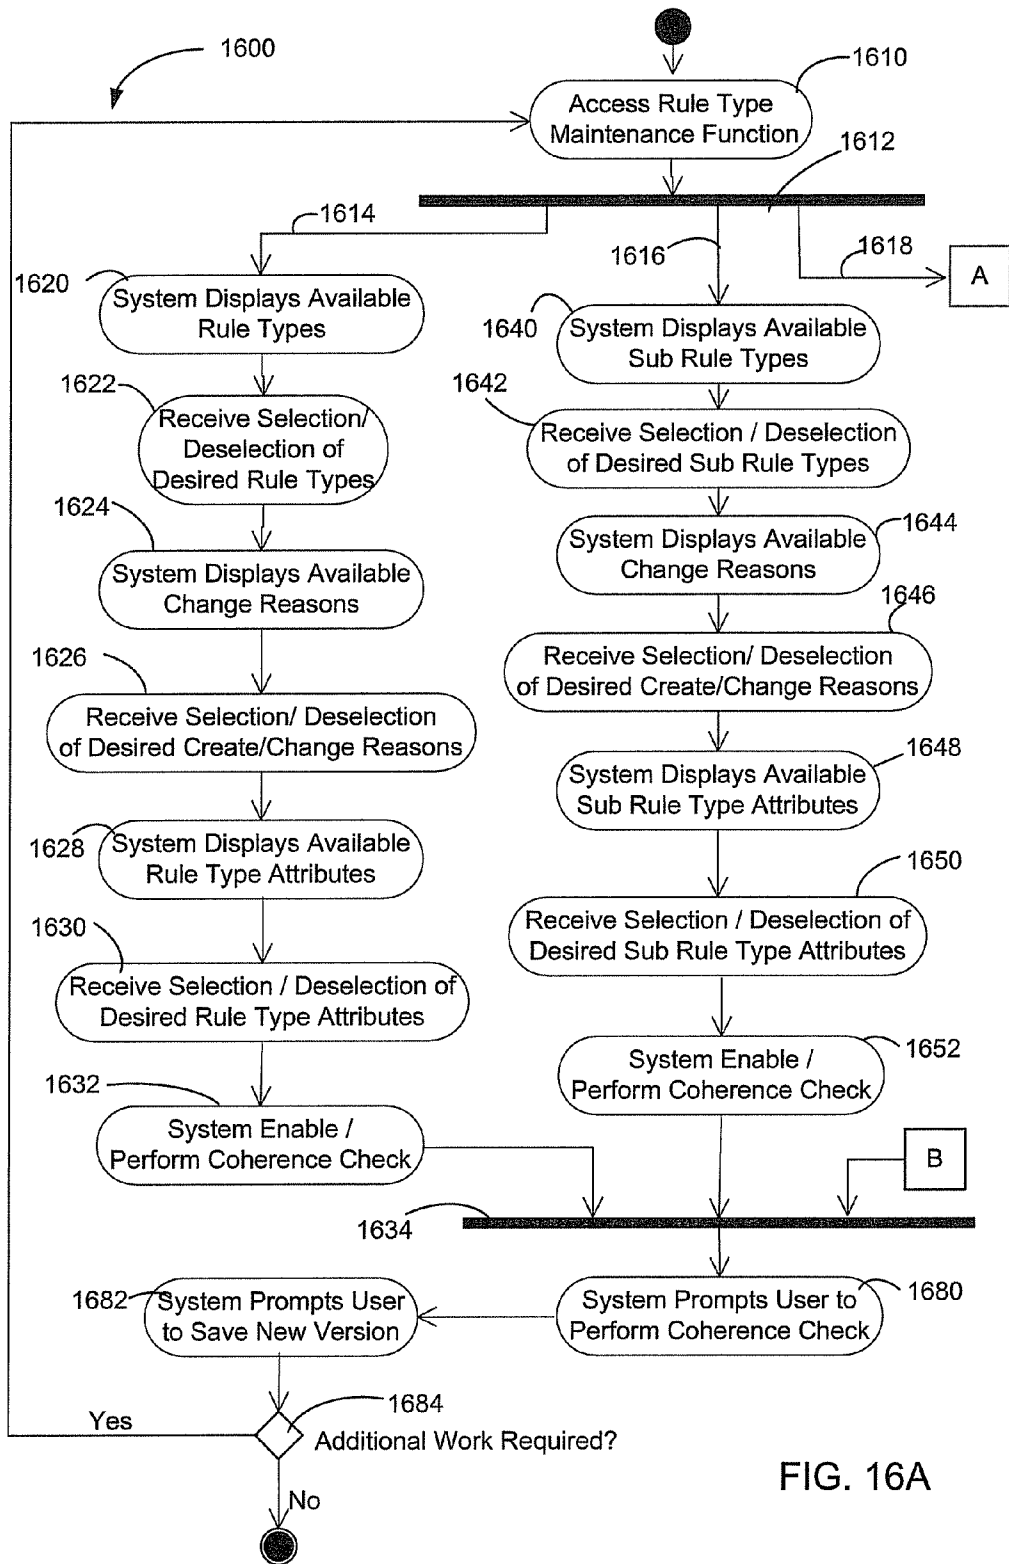 1600
1610
Access Rule Type
Maintenance Function
1612
1614
1616
1618
A
1620
System Displays Available
Rule Types
1640
System Displays Available
Sub Rule Types
1622
Receive Selection/
Deselection of
Desired Rule Types
1642
Receive Selection / Deselection
of Desired Sub Rule Types
1624
System Displays Available
Change Reasons
1644
System Displays Available
Change Reasons
1626
Receive Selection/ Deselection
of Desired Create/Change Reasons
1646
Receive Selection/ Deselection
of Desired Create/Change Reasons
1628
System Displays Available
Rule Type Attributes
1648
System Displays Available
Sub Rule Type Attributes
1630
Receive Selection / Deselection of
Desired Rule Type Attributes
1650
Receive Selection / Deselection of
Desired Sub Rule Type Attributes
1632
System Enable /
Perform Coherence Check
1652
System Enable /
Perform Coherence Check
B
1634
1682
System Prompts User
to Save New Version
1680
System Prompts User to
Perform Coherence Check
1684
Yes
Additional Work Required?
No
FIG. 16A